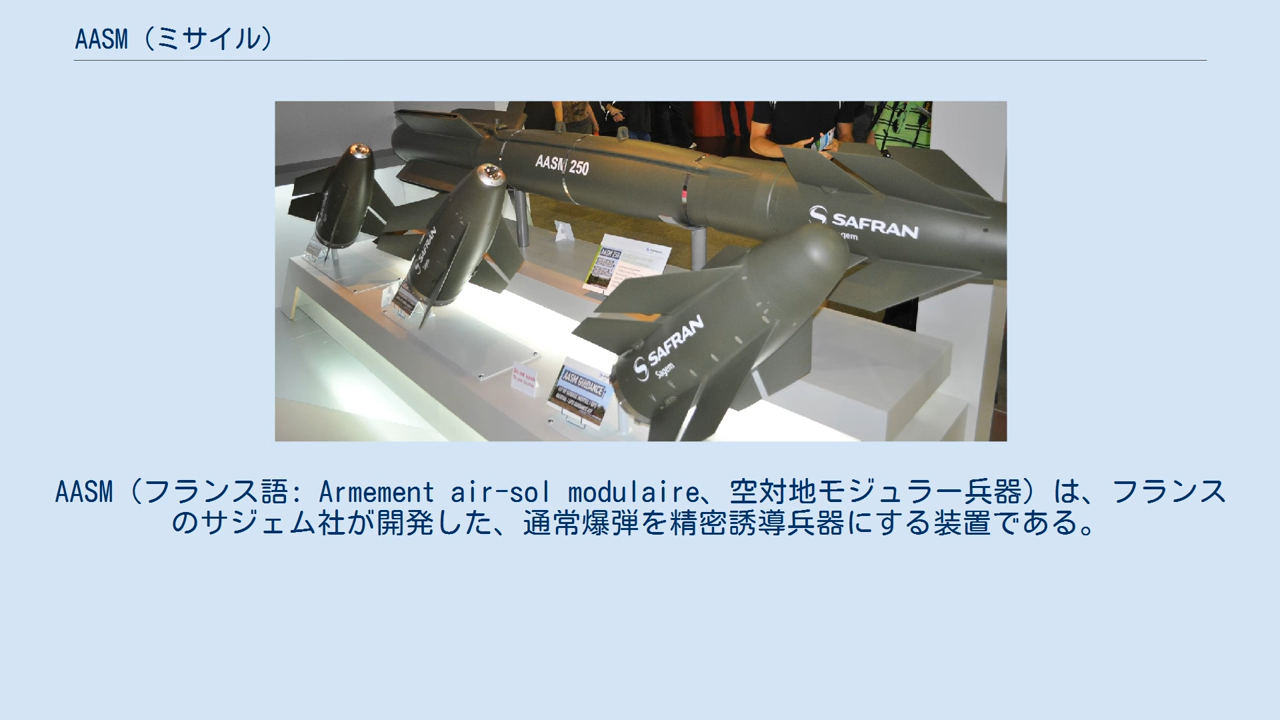 AASM（ミサイル）
AASM 250
SAFRAN
Sagem
SAFRAN
SAFRAN
Sagem
AASM GUIDANCE
AASM（フランス語: Armement air-sol modulaire、空対地モジュラー兵器）は、フランス
のサジェム社が開発した、通常爆弾を精密誘導兵器にする装置である。